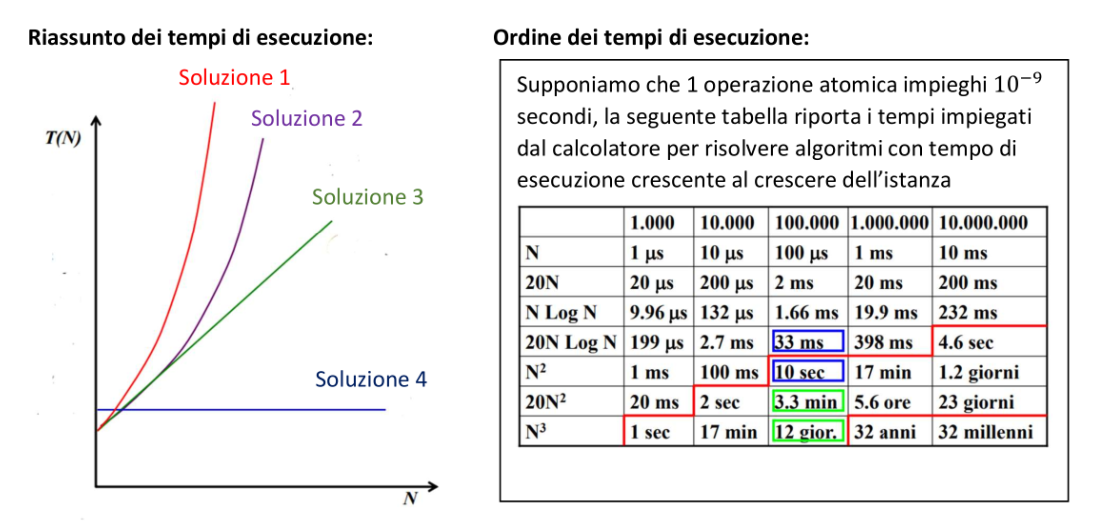 Riassunto dei tempi di esecuzione:
Soluzione 1
Soluzione 2
T(N)
Soluzione 3
Soluzione 4
N
Ordine dei tempi di esecuzione:
Supponiamo che 1 operazione atomica impieghi 10⁻⁹
secondi, la seguente tabella riporta i tempi impiegati
dal calcolatore per risolvere algoritmi con tempo di
esecuzione crescente al crescere dell'istanza
1.000 10.000 100.000 1.000.000 10.000.000
N 1 μs 10 μs 100 μs 1 ms 10 ms
20N 20 μs 200 μs 2 ms 20 ms 200 ms
N Log N 9.96 μs 132 μs 1.66 ms 19.9 ms 232 ms
20N Log N 199 μs 2.7 ms 33 ms 398 ms 4.6 sec
N² 1 ms 100 ms 10 sec 17 min 1.2 giorni
20N² 20 ms 2 sec 3.3 min 5.6 ore 23 giorni
N³ 1 sec 17 min 12 gior. 32 anni 32 millenni